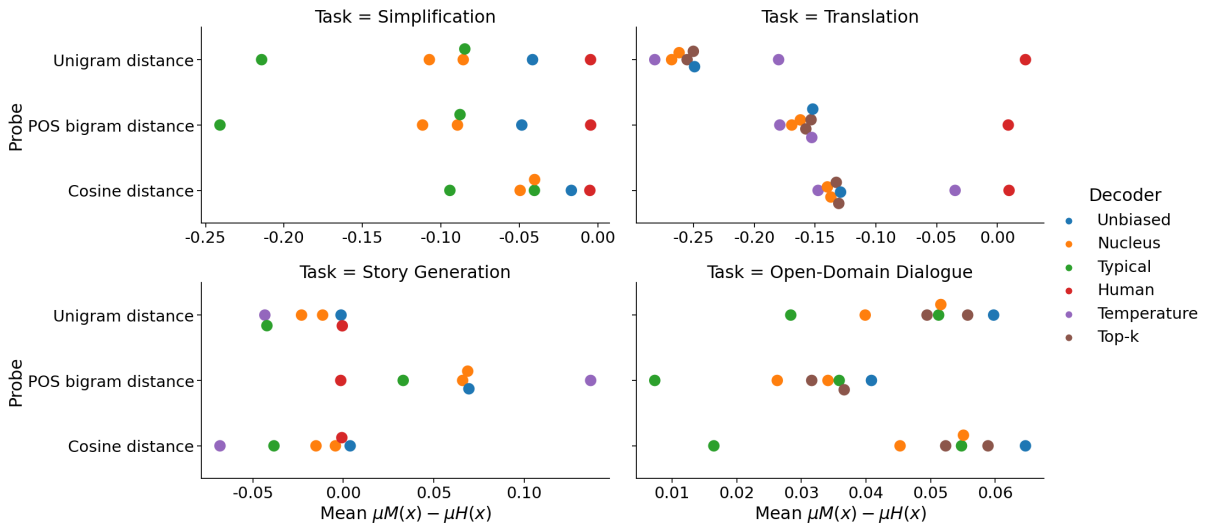 Task = Simplification
Task = Translation
Probe
Unigram distance
POS bigram distance
Cosine distance
-0.25 -0.20 -0.15 -0.10 -0.05 0.00
-0.25 -0.20 -0.15 -0.10 -0.05 0.00
Decoder
Unbiased
Nucleus
Typical
Human
Temperature
Top-k
Task = Story Generation
Task = Open-Domain Dialogue
Probe
Unigram distance
POS bigram distance
Cosine distance
-0.05 0.00 0.05 0.10
0.01 0.02 0.03 0.04 0.05 0.06
Mean μM(x) − μH(x)
Mean μM(x) − μH(x)